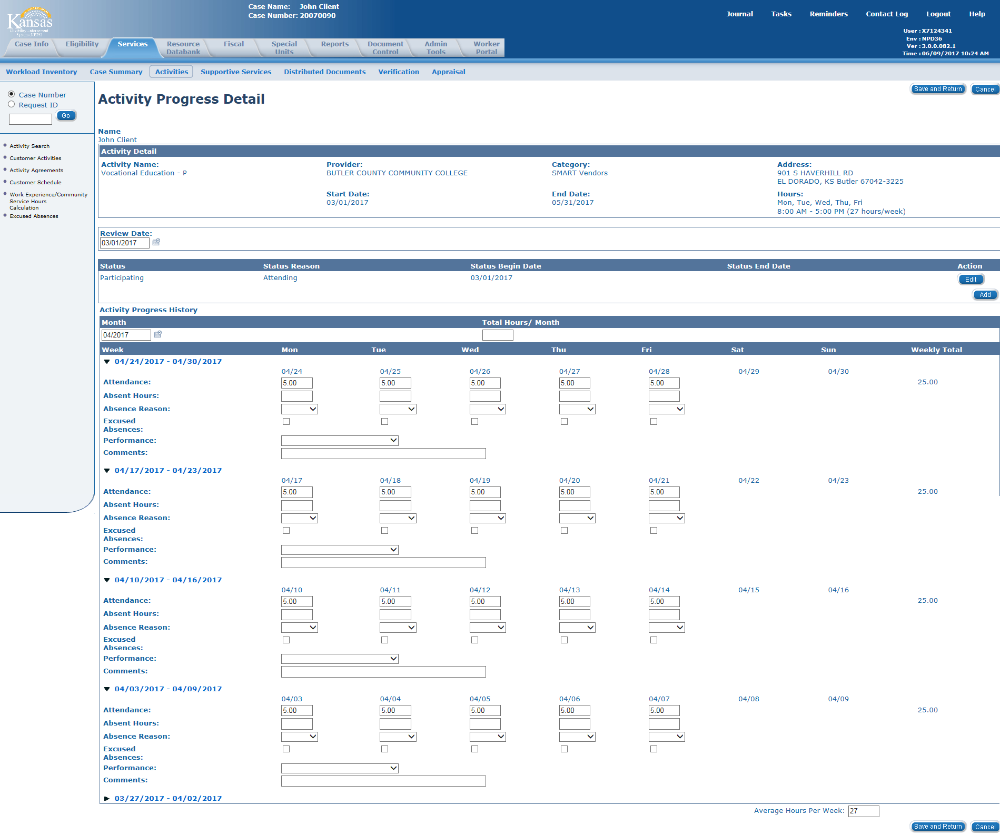 Case Name: John Client
Case Number: 20070090
Journal Tasks Reminders Contact Log Logout Help
Kansas
Eligibility Enforcement
System (KEES)
User : X7124341
Env : NPD36
Ver : 3.0.0.082.1
Time : 06/09/2017 10:24 AM
Case Info Eligibility Services Resource Databank Fiscal Special Units Reports Document Control Admin Tools Worker Portal
Workload Inventory Case Summary Activities Supportive Services Distributed Documents Verification Appraisal
Case Number
Request ID
Go
Activity Search
Customer Activities
Activity Agreements
Customer Schedule
Work Experience/Community
Service Hours
Calculation
Excused Absences
Activity Progress Detail
Save and Return Cancel
Name
John Client
Activity Detail
Activity Name: Provider: Category: Address:
Vocational Education - P BUTLER COUNTY COMMUNITY COLLEGE SMART Vendors 901 S HAVERHILL RD
EL DORADO, KS Butler 67042-3225
Start Date: End Date: Hours:
03/01/2017 05/31/2017 Mon, Tue, Wed, Thu, Fri
8:00 AM - 5:00 PM (27 hours/week)
Review Date:
03/01/2017
Status Status Reason Status Begin Date Status End Date Action
Participating Attending 03/01/2017 Edit
Add
Activity Progress History
Month Total Hours/ Month
04/2017
Week Mon Tue Wed Thu Fri Sat Sun Weekly Total
04/24/2017 - 04/30/2017
04/24 04/25 04/26 04/27 04/28 04/29 04/30
Attendance: 5.00 5.00 5.00 5.00 5.00 25.00
Absent Hours:
Absence Reason:
Excused
Absences:
Performance:
Comments:
04/17/2017 - 04/23/2017
04/17 04/18 04/19 04/20 04/21 04/22 04/23
Attendance: 5.00 5.00 5.00 5.00 5.00 25.00
Absent Hours:
Absence Reason:
Excused
Absences:
Performance:
Comments:
04/10/2017 - 04/16/2017
04/10 04/11 04/12 04/13 04/14 04/15 04/16
Attendance: 5.00 5.00 5.00 5.00 5.00 25.00
Absent Hours:
Absence Reason:
Excused
Absences:
Performance:
Comments:
04/03/2017 - 04/09/2017
04/03 04/04 04/05 04/06 04/07 04/08 04/09
Attendance: 5.00 5.00 5.00 5.00 5.00 25.00
Absent Hours:
Absence Reason:
Excused
Absences:
Performance:
Comments:
03/27/2017 - 04/02/2017
Average Hours Per Week: 27
Save and Return Cancel